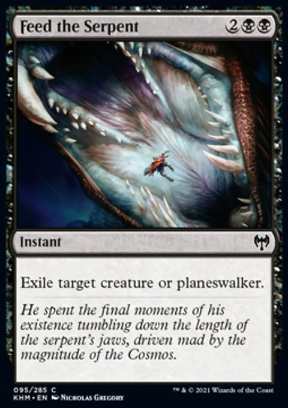 Feed the Serpent 2
Instant
Exile target creature or planeswalker.
He spent the final moments of his
existence tumbling down the length of
the serpent's jaws, driven mad by the
magnitude of the Cosmos.
095/285 C
KHM • EN NICHOLAS GREGORY ™ & © 2021 Wizards of the Coast